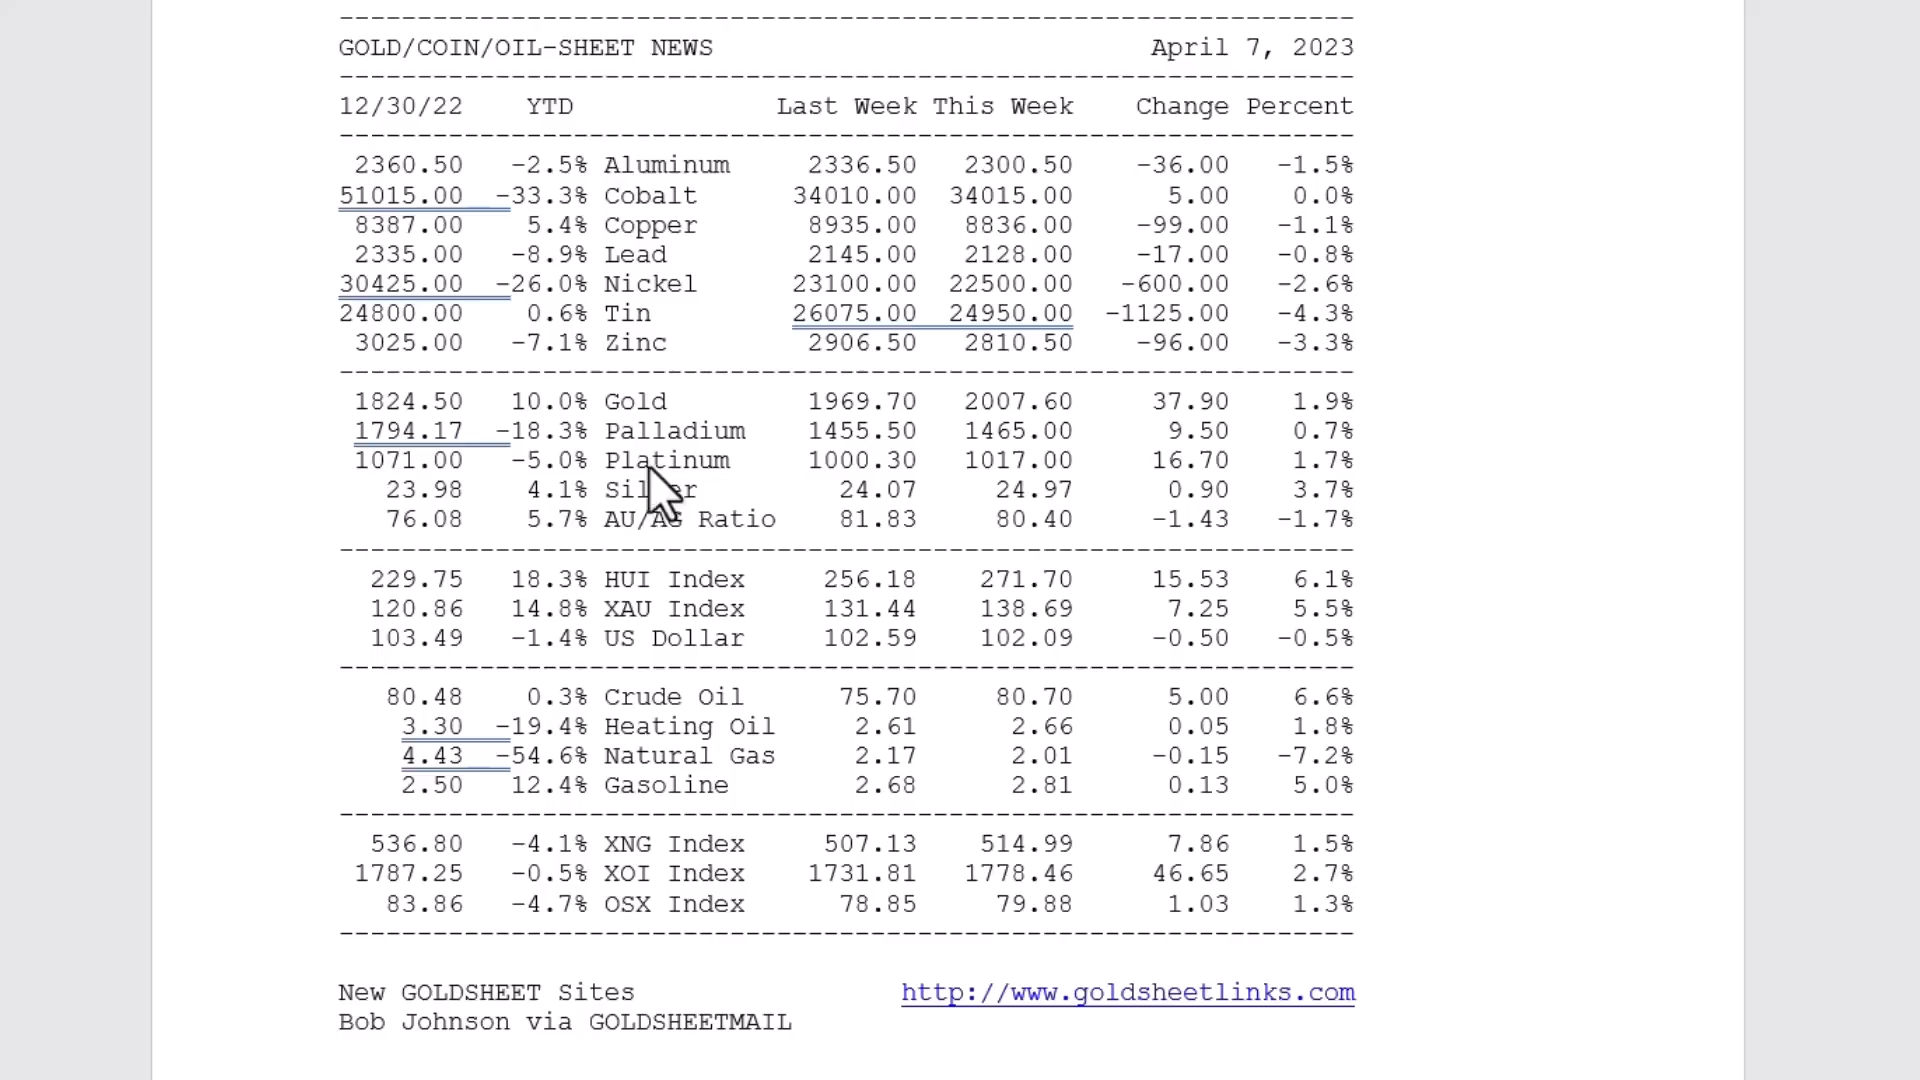 GOLD/COIN/OIL-SHEET NEWS April 7, 2023
12/30/22 YTD Last Week This Week Change Percent
2360.50 -2.5% Aluminum 2336.50 2300.50 -36.00 -1.5%
51015.00 -33.3% Cobalt 34010.00 34015.00 5.00 0.0%
8387.00 5.4% Copper 8935.00 8836.00 -99.00 -1.1%
2335.00 -8.9% Lead 2145.00 2128.00 -17.00 -0.8%
30425.00 -26.0% Nickel 23100.00 22500.00 -600.00 -2.6%
24800.00 0.6% Tin 26075.00 24950.00 -1125.00 -4.3%
3025.00 -7.1% Zinc 2906.50 2810.50 -96.00 -3.3%
1824.50 10.0% Gold 1969.70 2007.60 37.90 1.9%
1794.17 -18.3% Palladium 1455.50 1465.00 9.50 0.7%
1071.00 -5.0% Platinum 1000.30 1017.00 16.70 1.7%
23.98 4.1% Silver 24.07 24.97 0.90 3.7%
76.08 5.7% AU/AG Ratio 81.83 80.40 -1.43 -1.7%
229.75 18.3% HUI Index 256.18 271.70 15.53 6.1%
120.86 14.8% XAU Index 131.44 138.69 7.25 5.5%
103.49 -1.4% US Dollar 102.59 102.09 -0.50 -0.5%
80.48 0.3% Crude Oil 75.70 80.70 5.00 6.6%
3.30 -19.4% Heating Oil 2.61 2.66 0.05 1.8%
4.43 -54.6% Natural Gas 2.17 2.01 -0.15 -7.2%
2.50 12.4% Gasoline 2.68 2.81 0.13 5.0%
536.80 -4.1% XNG Index 507.13 514.99 7.86 1.5%
1787.25 -0.5% XOI Index 1731.81 1778.46 46.65 2.7%
83.86 -4.7% OSX Index 78.85 79.88 1.03 1.3%
New GOLDSHEET Sites http://www.goldsheetlinks.com
Bob Johnson via GOLDSHEETMAIL